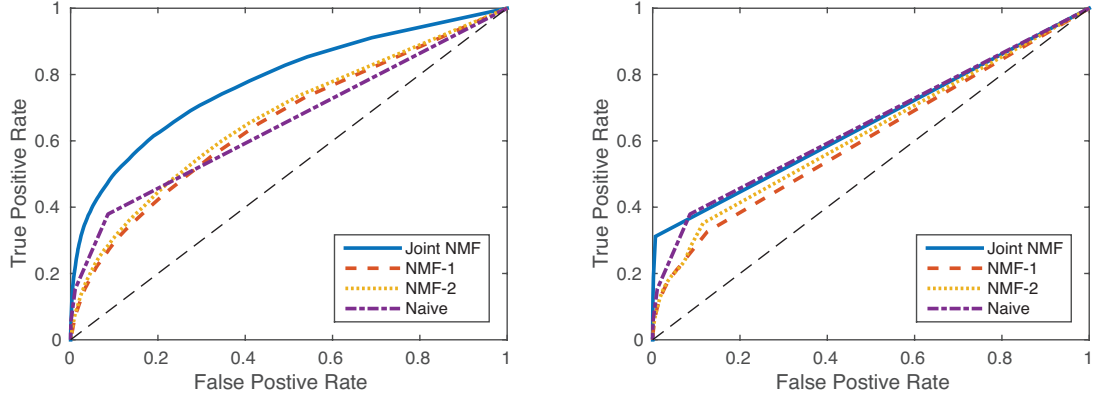 1
0.8
0.6
0.4
0.2
0
True Positive Rate
0 0.2 0.4 0.6 0.8 1
False Postive Rate
Joint NMF
NMF-1
NMF-2
Naive
1
0.8
0.6
0.4
0.2
0
True Positive Rate
0 0.2 0.4 0.6 0.8 1
False Postive Rate
Joint NMF
NMF-1
NMF-2
Naive